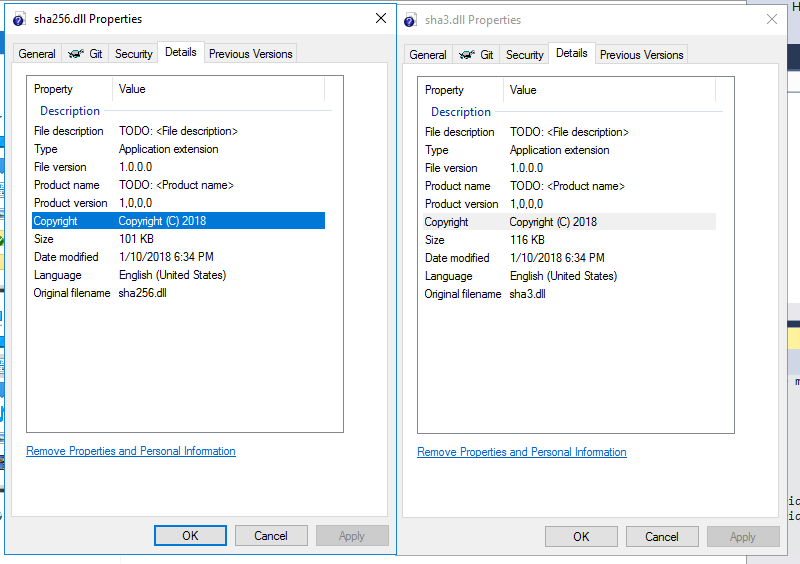 sha256.dll Properties
General Git Security Details Previous Versions
Property Value
Description
File description TODO: <File description>
Type Application extension
File version 1.0.0.0
Product name TODO: <Product name>
Product version 1,0,0,0
Copyright Copyright (C) 2018
Size 101 KB
Date modified 1/10/2018 6:34 PM
Language English (United States)
Original filename sha256.dll
Remove Properties and Personal Information
OK Cancel Apply
sha3.dll Properties
General Git Security Details Previous Versions
Property Value
Description
File description TODO: <File description>
Type Application extension
File version 1.0.0.0
Product name TODO: <Product name>
Product version 1,0,0,0
Copyright Copyright (C) 2018
Size 116 KB
Date modified 1/10/2018 6:34 PM
Language English (United States)
Original filename sha3.dll
Remove Properties and Personal Information
OK Cancel Apply